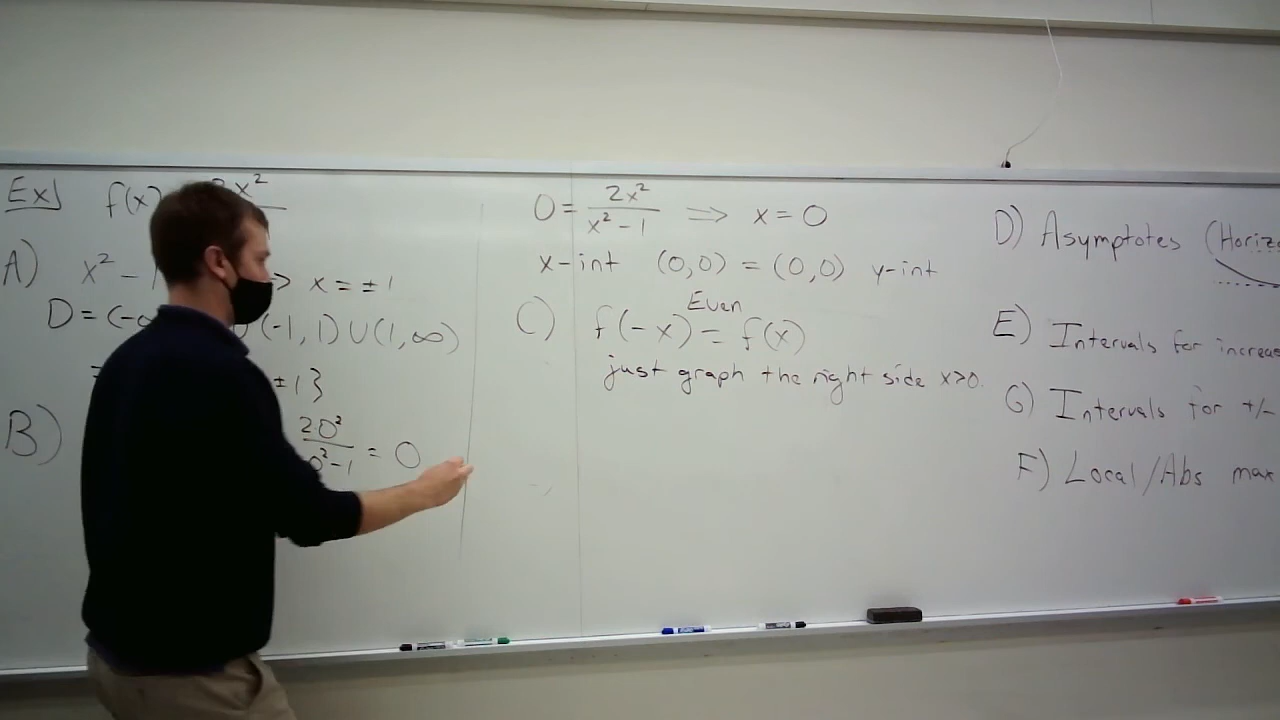 Ex] f(x) 2x²
A) x² - 1 => x = ±1
D = (-∞ ∪ (-1, 1) ∪ (1, ∞)
= ±1}
B) 20² / 0² - 1 = 0
0 = 2x² / x² - 1 => x = 0
x-int (0,0) = (0,0) y-int
Even
C) f(-x) = f(x)
just graph the right side x>0.
D) Asymptotes (Horizo
E) Intervals for increa
G) Intervals for +/-
F) Local/Abs max